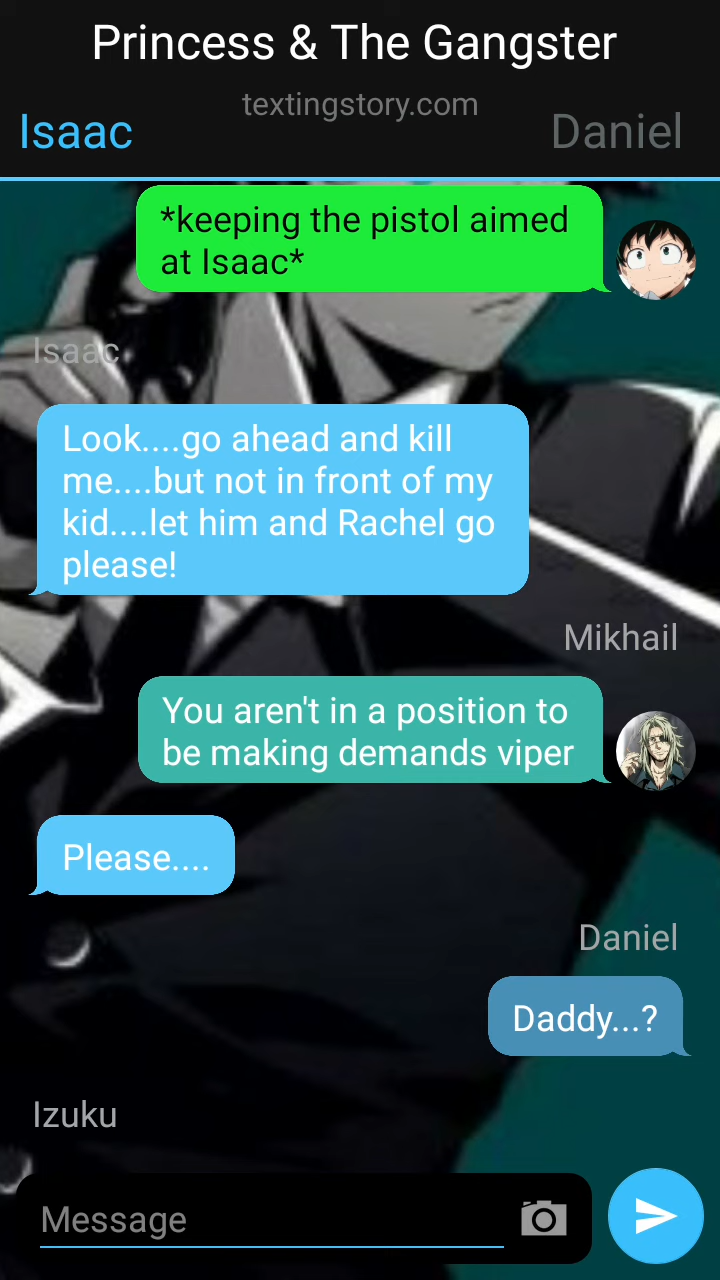 Princess & The Gangster
textingstory.com
Isaac
Daniel
*keeping the pistol aimed
at Isaac*
Isaac
Look....go ahead and kill
me....but not in front of my
kid....let him and Rachel go
please!
Mikhail
You aren't in a position to
be making demands viper
Please....
Daniel
Daddy...?
Izuku
Message